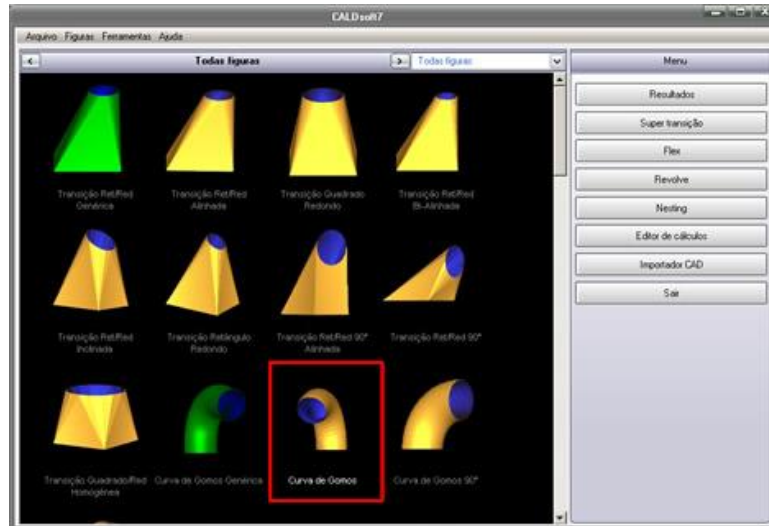 CALDsoft7
Arquivo Figuras Ferramentas Ajuda
< Todas figuras > Todas figuras
Menu
Resultados
Super transição
Flex
Revolve
Nesting
Editor de cálculos
Importador CAD
Sair
Transição Ret/Red
Genérica
Transição Ret/Red
Alinhada
Transição Quadrado
Redondo
Transição Ret/Red
Bi-Alinhada
Transição Ret/Red
Inclinada
Transição Retângulo
Redondo
Transição Ret/Red 90°
Alinhada
Transição Ret/Red 90°
Transição Quadrado/Red
Homogênea
Curva de Gomos Genérica
Curva de Gomos
Curva de Gomos 90°